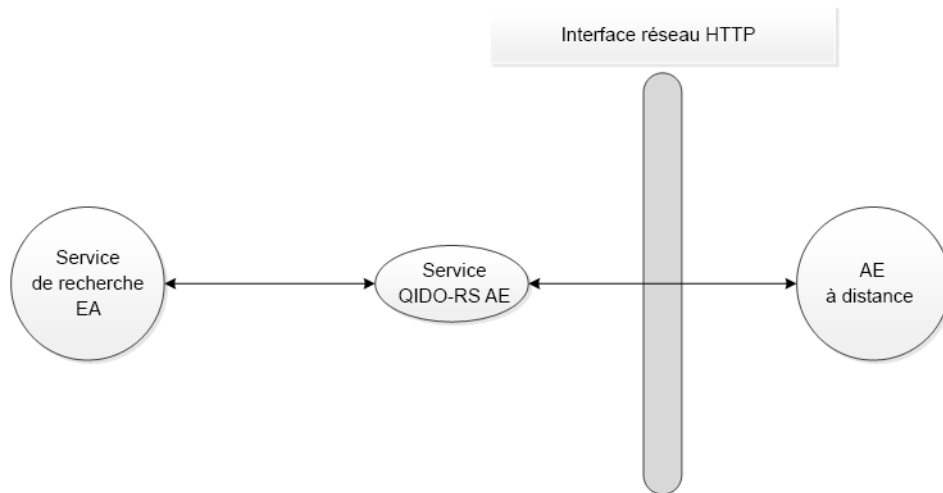 Interface réseau HTTP
Service
de recherche
EA
Service
QIDO-RS AE
AE
à distance